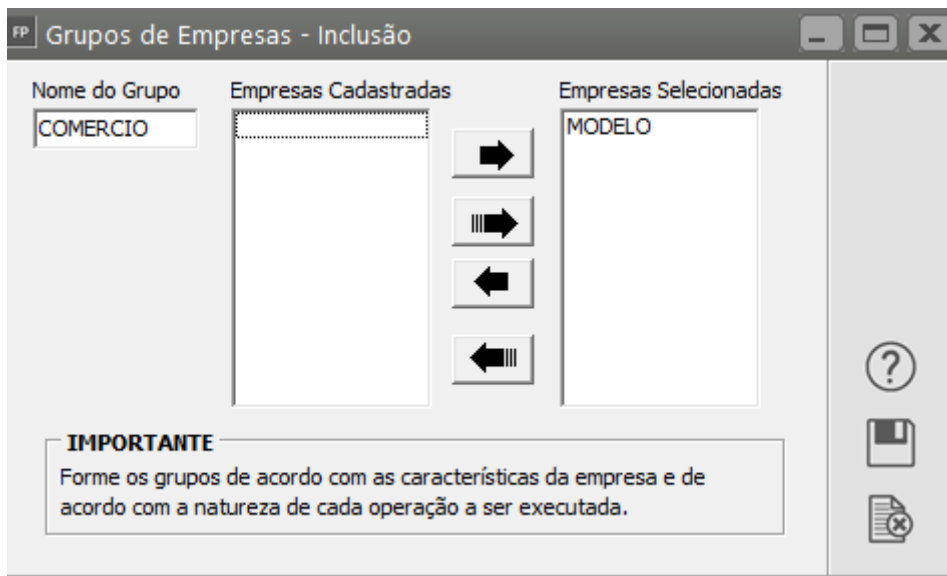 FP Grupos de Empresas - Inclusão
Nome do Grupo Empresas Cadastradas Empresas Selecionadas
COMERCIO MODELO
IMPORTANTE
Forme os grupos de acordo com as características da empresa e de
acordo com a natureza de cada operação a ser executada.